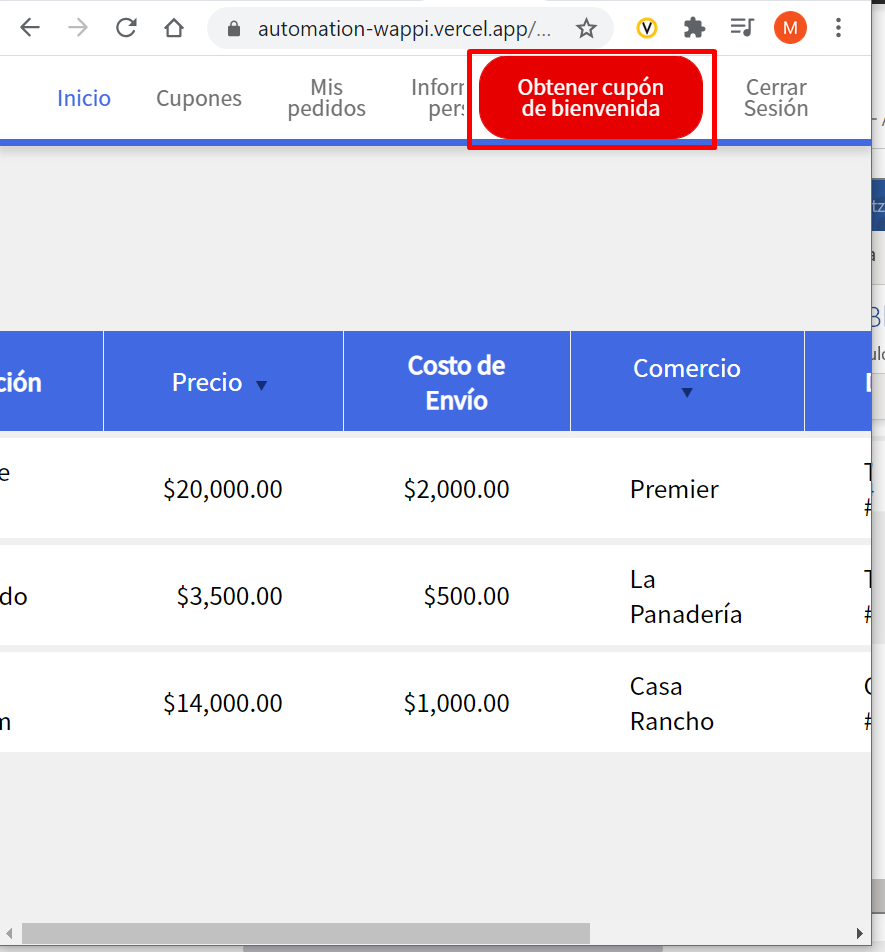 automation-wappi.vercel.app/...
M
Inicio
Cupones
Mis
pedidos
Inforr
pers
Obtener cupón
de bienvenida
Cerrar
Sesión
ción
Precio ▼
Costo de
Envío
Comercio
▼
e
$20,000.00
$2,000.00
Premier
#
do
$3,500.00
$500.00
La
Panadería
#
$14,000.00
$1,000.00
Casa
Rancho
#